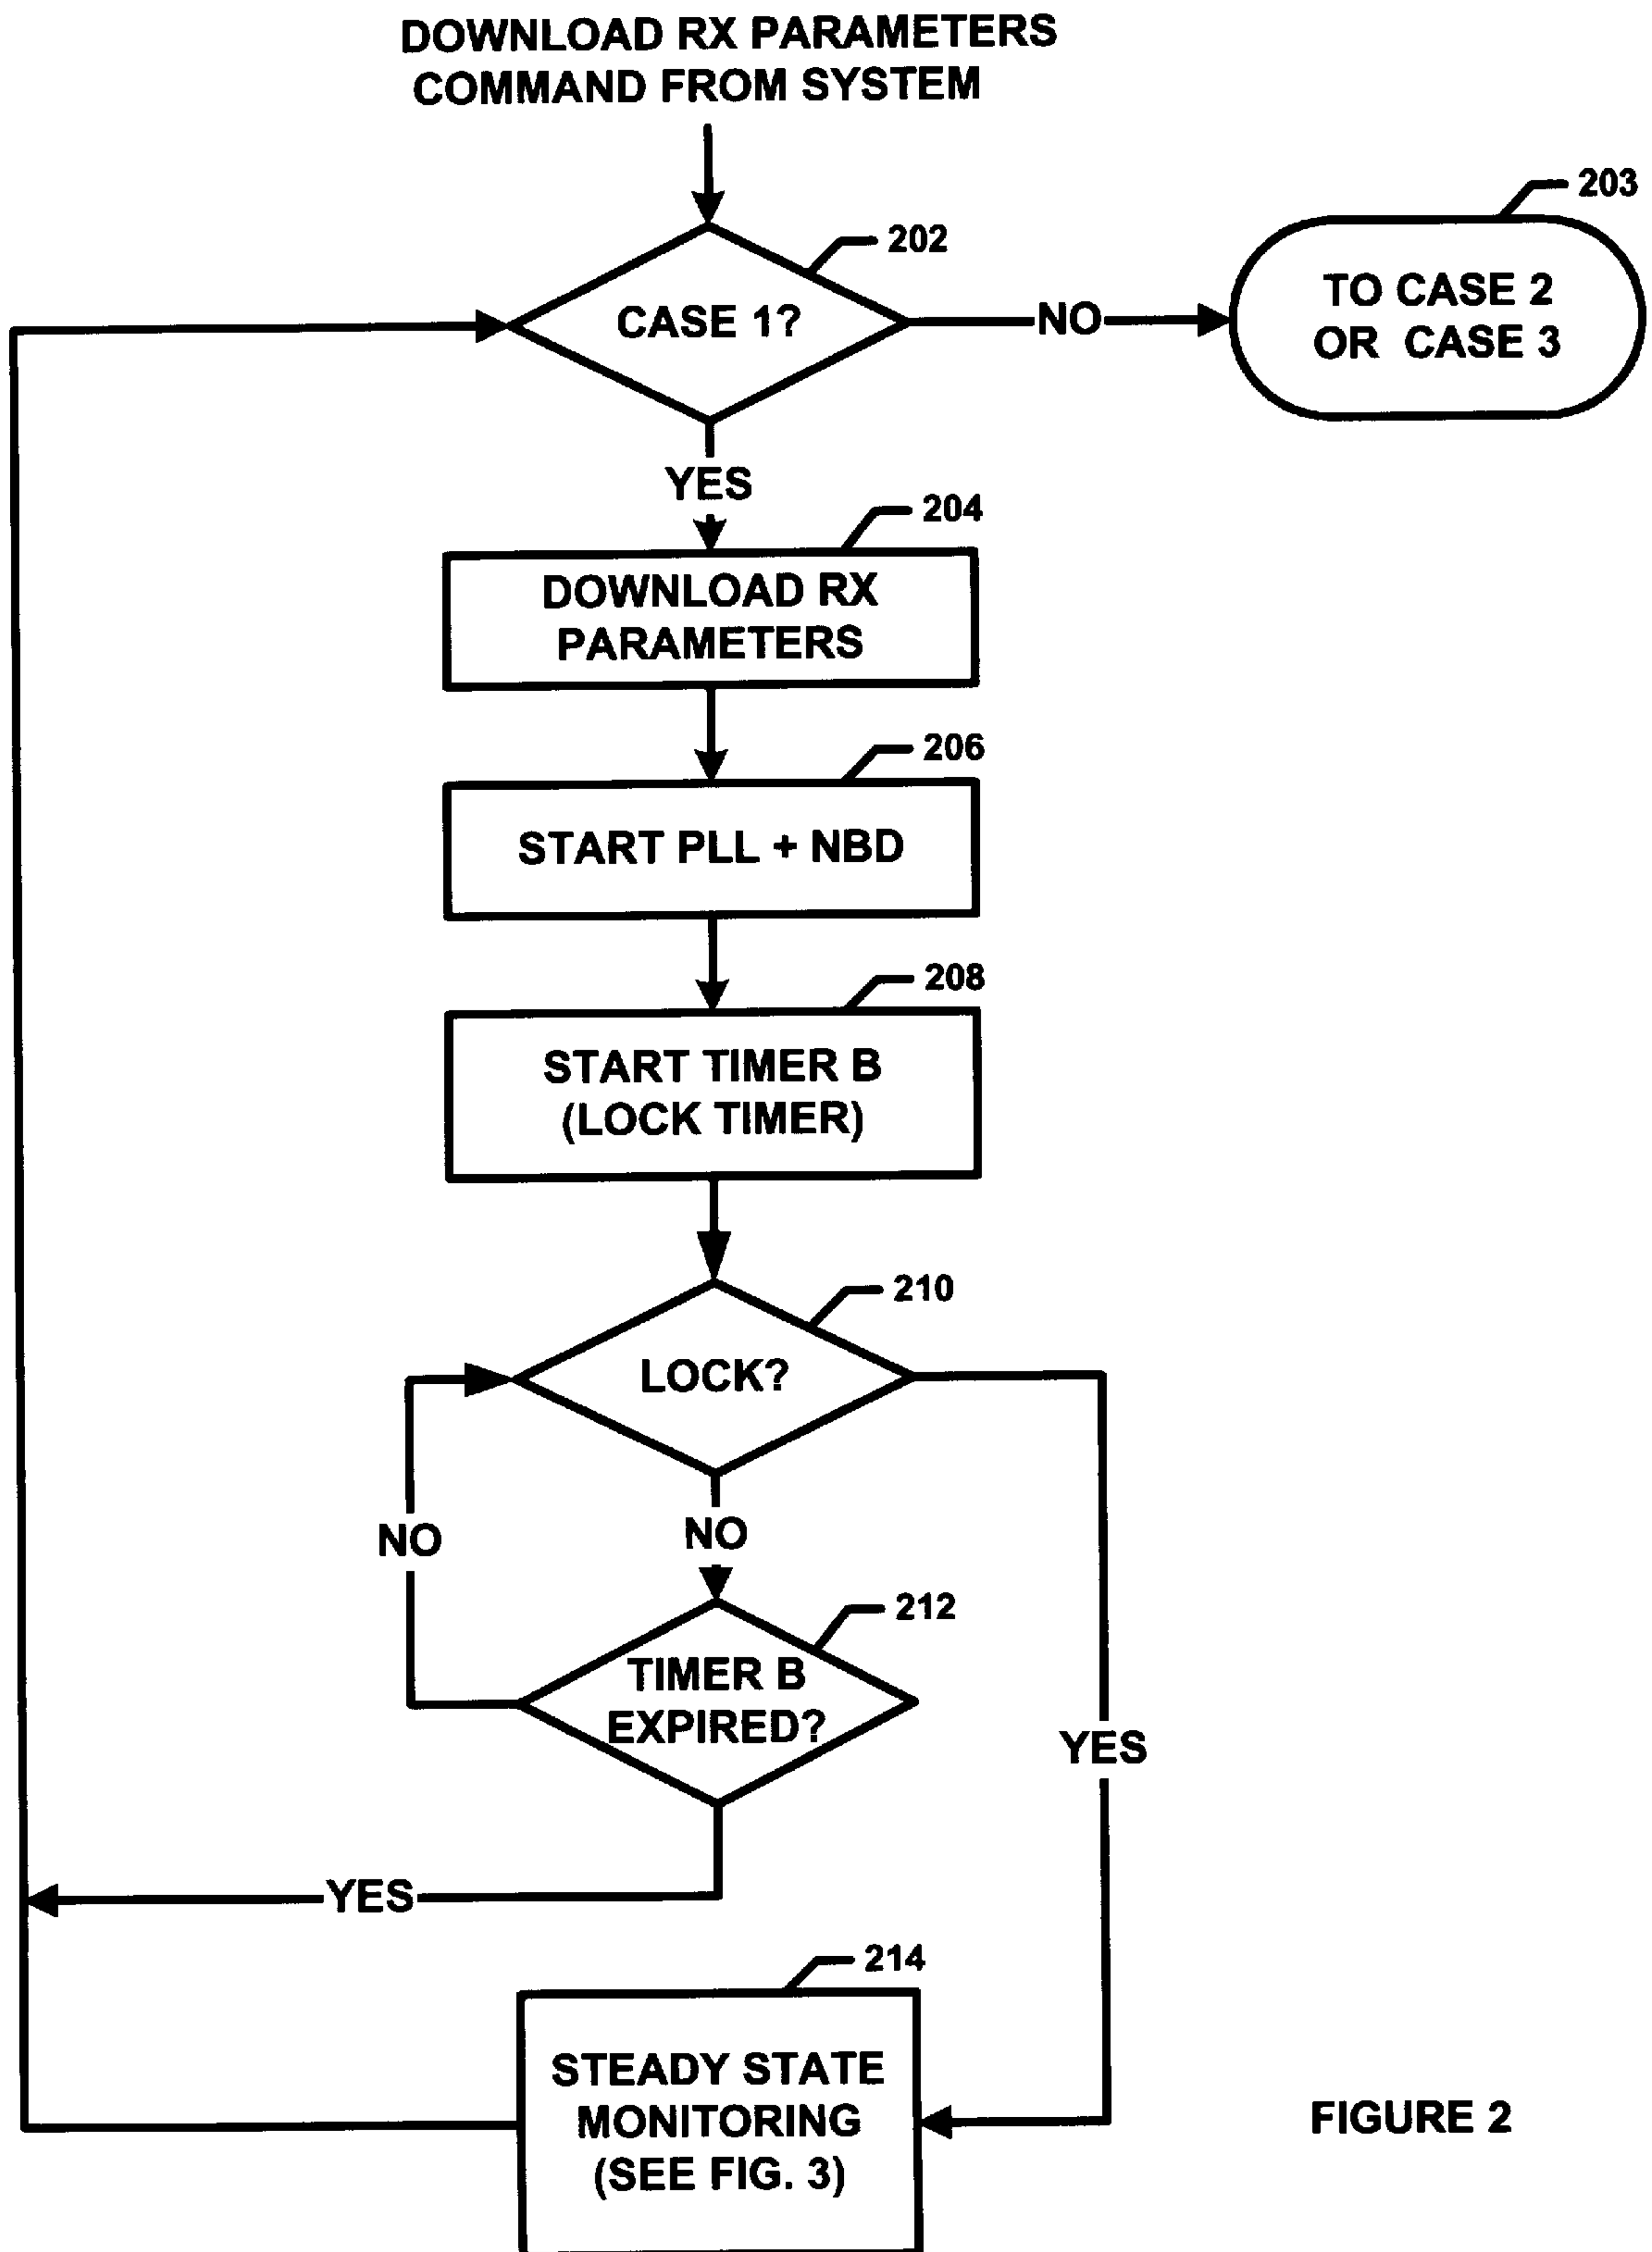 DOWNLOAD RX PARAMETERS
COMMAND FROM SYSTEM
203
202
CASE 1?
NO
TO CASE 2
OR CASE 3
YES
204
DOWNLOAD RX
PARAMETERS
206
START PLL + NBD
208
START TIMER B
(LOCK TIMER)
210
LOCK?
NO
NO
212
TIMER B
EXPIRED?
YES
YES
214
STEADY STATE
MONITORING
(SEE FIG. 3)
FIGURE 2